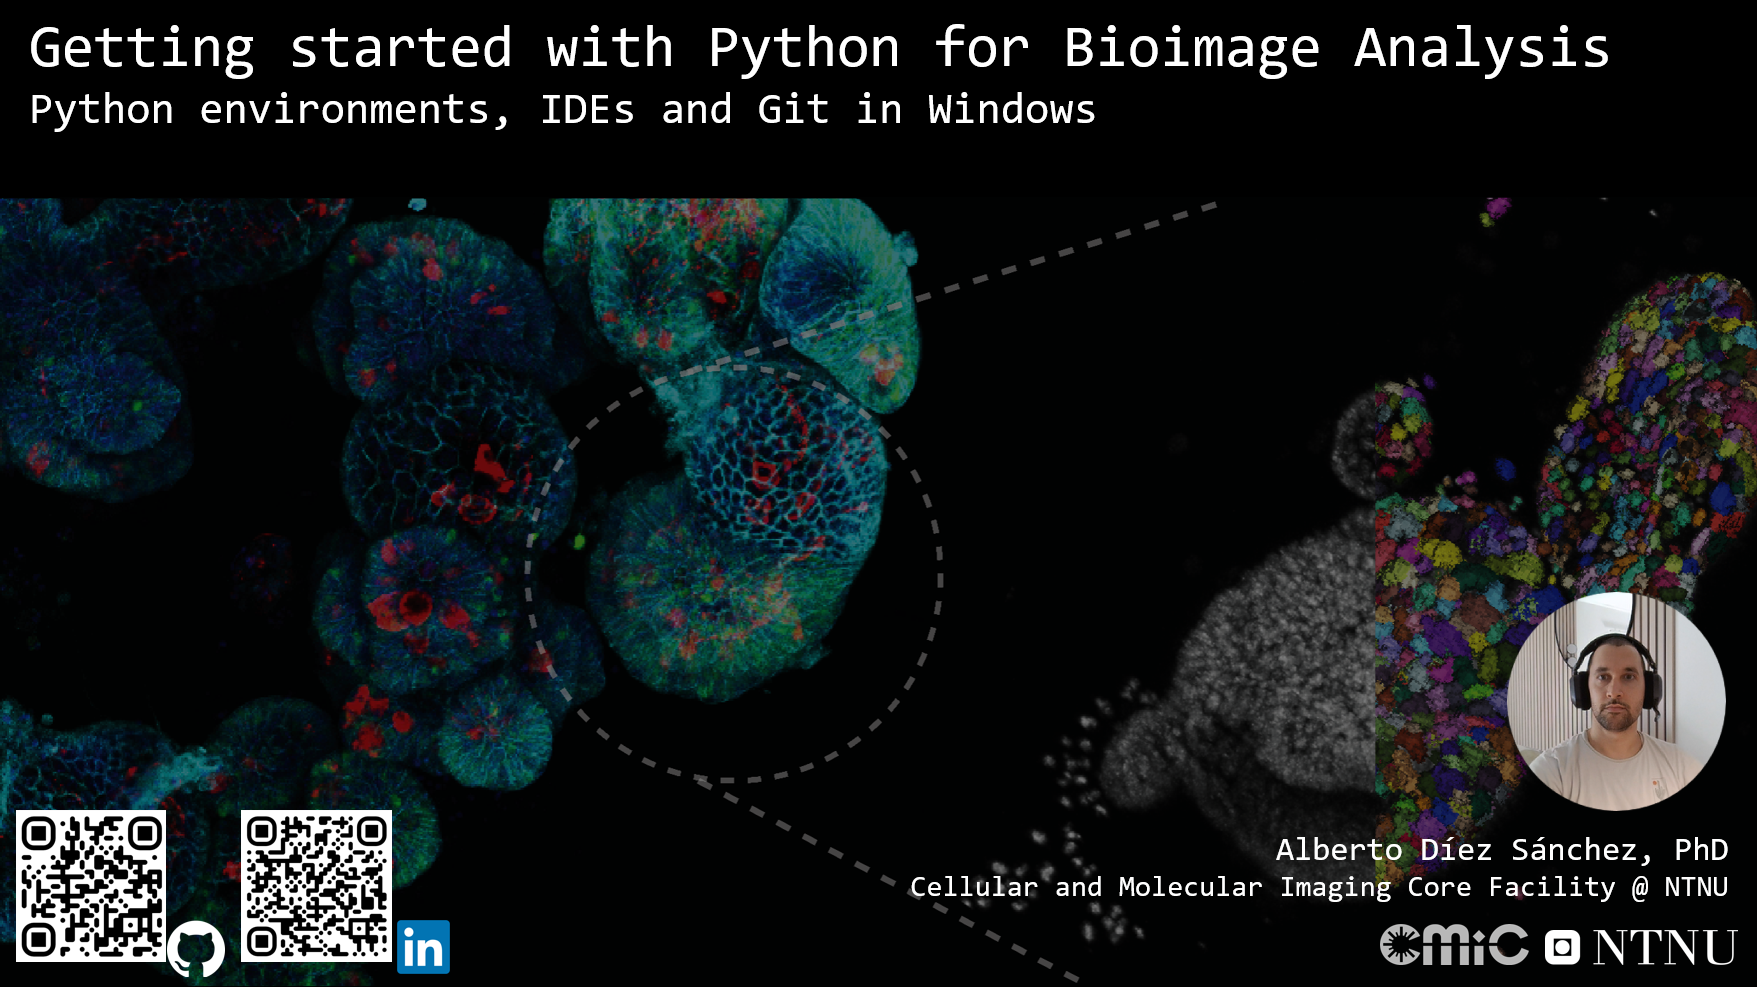 Getting started with Python for Bioimage Analysis
Python environments, IDEs and Git in Windows
Alberto Díez Sánchez, PhD
Cellular and Molecular Imaging Core Facility @ NTNU
in
CMiC
NTNU